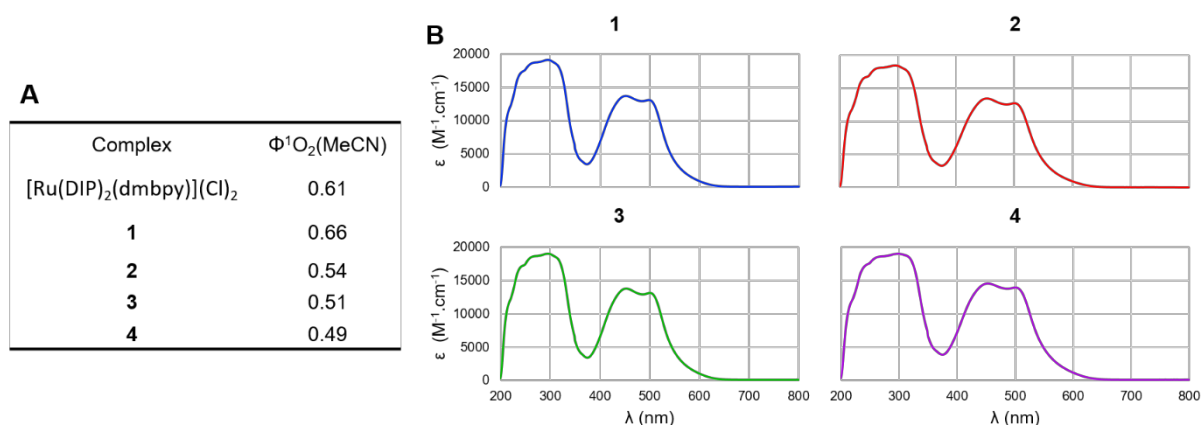 A
Complex Φ¹O₂(MeCN)
[Ru(DIP)₂(dmbpy)](Cl)₂ 0.61
1 0.66
2 0.54
3 0.51
4 0.49
B
1 2
20000
15000
10000
5000
0
ε (M⁻¹.cm⁻¹)
3 4
20000
15000
10000
5000
0
ε (M⁻¹.cm⁻¹)
200 300 400 500 600 700 800 200 300 400 500 600 700 800
λ (nm) λ (nm)